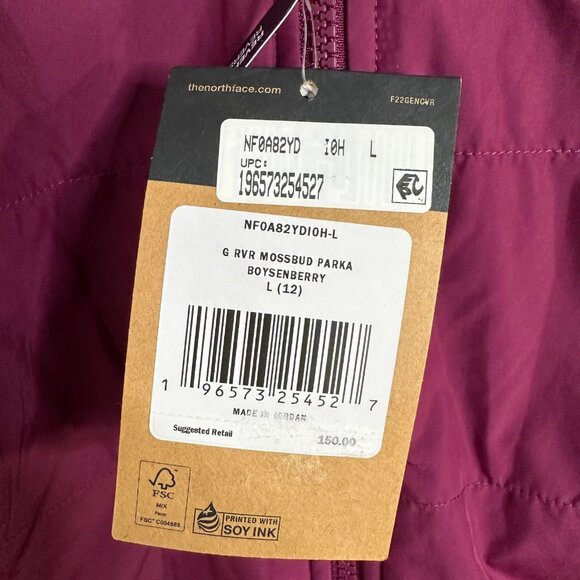 thenorthface.com
F22GENCVR
NF0A82YD I0H L
UPC:
196573254527
NF0A82YDI0H-L
G RVR MOSSBUD PARKA
BOYSENBERRY
L (12)
1 96573 25452 7
MADE IN JORDAN
Suggested Retail 150.00
FSC
MIX
Paper
FSC® C004683
PRINTED WITH
SOY INK